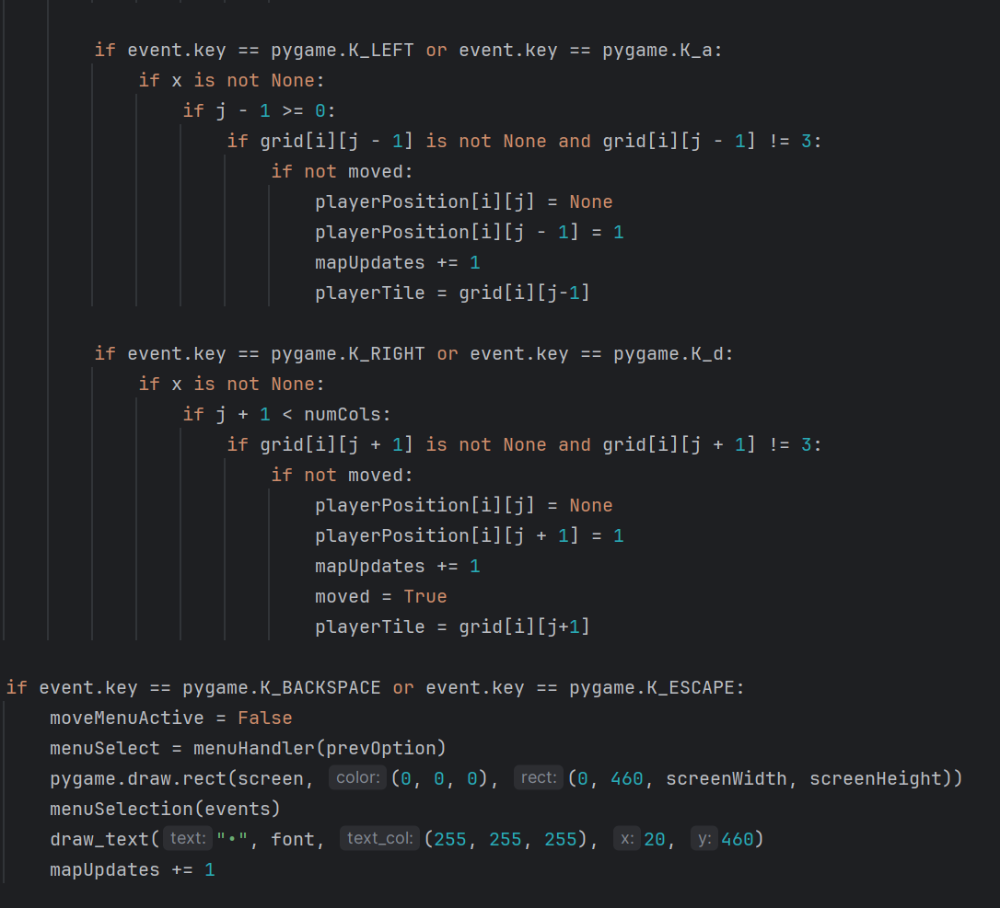 if event.key == pygame.K_LEFT or event.key == pygame.K_a:
if x is not None:
if j - 1 >= 0:
if grid[i][j - 1] is not None and grid[i][j - 1] != 3:
if not moved:
playerPosition[i][j] = None
playerPosition[i][j - 1] = 1
mapUpdates += 1
playerTile = grid[i][j-1]
if event.key == pygame.K_RIGHT or event.key == pygame.K_d:
if x is not None:
if j + 1 < numCols:
if grid[i][j + 1] is not None and grid[i][j + 1] != 3:
if not moved:
playerPosition[i][j] = None
playerPosition[i][j + 1] = 1
mapUpdates += 1
moved = True
playerTile = grid[i][j+1]
if event.key == pygame.K_BACKSPACE or event.key == pygame.K_ESCAPE:
moveMenuActive = False
menuSelect = menuHandler(prevOption)
pygame.draw.rect(screen, color: (0, 0, 0), rect: (0, 460, screenWidth, screenHeight))
menuSelection(events)
draw_text( text: "•", font, text_col: (255, 255, 255), x: 20, y: 460)
mapUpdates += 1